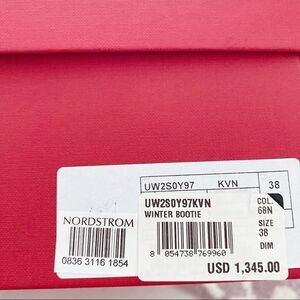 UW2S0Y97 KVN 38
UW2S0Y97KVN
WINTER BOOTIE
COL.
68N
SIZE
38
DIM
8 054738 769960
USD 1,345.00
NORDSTROM
0836 3116 1854